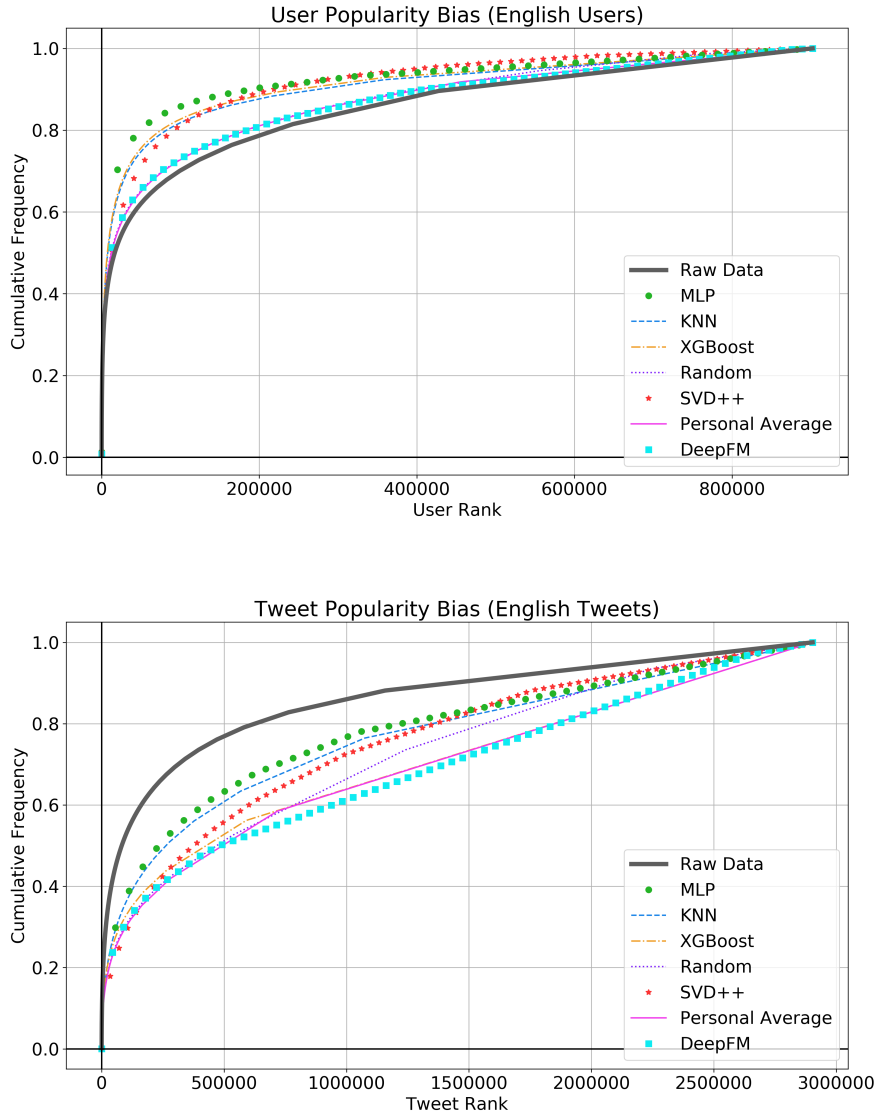 User Popularity Bias (English Users)
1.0
0.8
0.6
0.4
0.2
0.0
Cumulative Frequency
Raw Data
MLP
KNN
XGBoost
Random
SVD++
Personal Average
DeepFM
0 200000 400000 600000 800000
User Rank
Tweet Popularity Bias (English Tweets)
1.0
0.8
0.6
0.4
0.2
0.0
Cumulative Frequency
Raw Data
MLP
KNN
XGBoost
Random
SVD++
Personal Average
DeepFM
0 500000 1000000 1500000 2000000 2500000 3000000
Tweet Rank